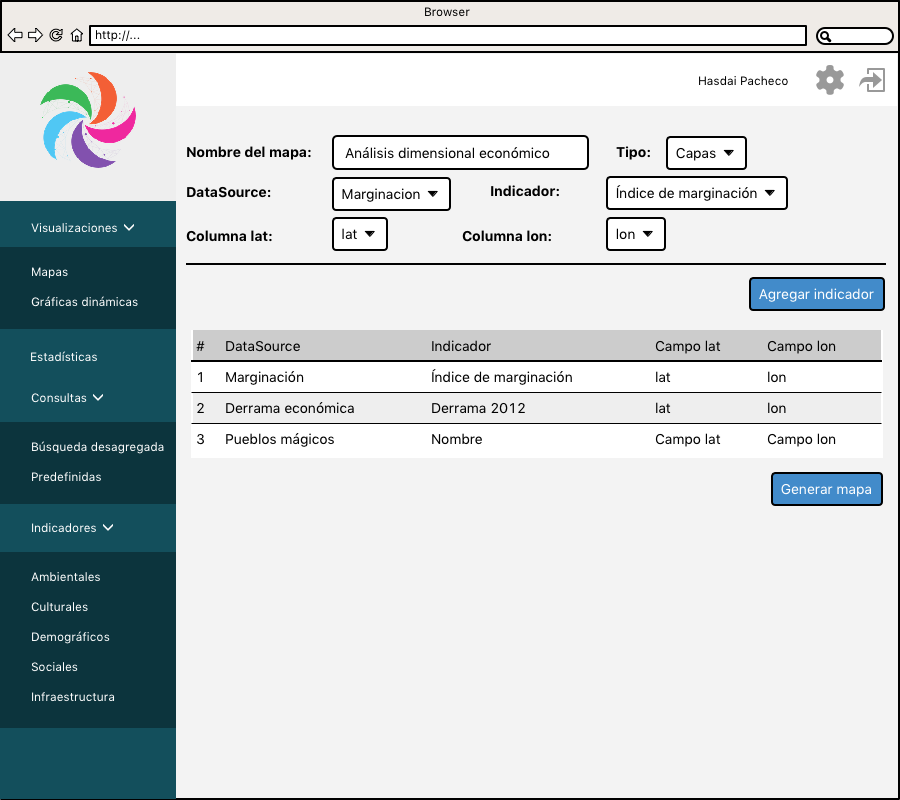 Browser
http://...
Hasdai Pacheco
Nombre del mapa: Análisis dimensional económico Tipo: Capas
DataSource: Marginacion Indicador: Índice de marginación
Columna lat: lat Columna lon: lon
Agregar indicador
# DataSource Indicador Campo lat Campo lon
1 Marginación Índice de marginación lat lon
2 Derrama económica Derrama 2012 lat lon
3 Pueblos mágicos Nombre Campo lat Campo lon
Generar mapa
Visualizaciones
Mapas
Gráficas dinámicas
Estadísticas
Consultas
Búsqueda desagregada
Predefinidas
Indicadores
Ambientales
Culturales
Demográficos
Sociales
Infraestructura